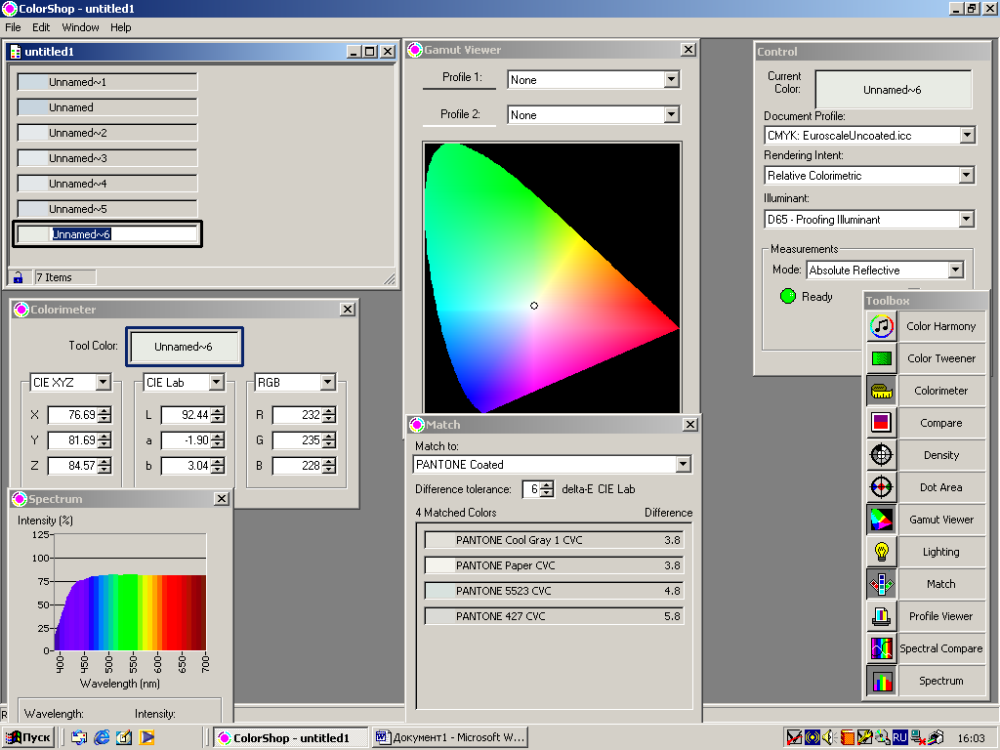 ColorShop - untitled1
File Edit Window Help
untitled1
Unnamed~1
Unnamed
Unnamed~2
Unnamed~3
Unnamed~4
Unnamed~5
Unnamed~6
7 Items
Colorimeter
Tool Color: Unnamed~6
CIE XYZ CIE Lab RGB
X 76.69 L 92.44 R 232
Y 81.69 a -1.90 G 235
Z 84.57 b 3.04 B 228
Spectrum
Intensity (%)
125
100
75
50
25
0
400 450 500 550 600 650 700
Wavelength (nm)
Wavelength: Intensity:
Gamut Viewer
Profile 1: None
Profile 2: None
Match
Match to:
PANTONE Coated
Difference tolerance: 6 delta-E CIE Lab
4 Matched Colors Difference
PANTONE Cool Gray 1 CVC 3.8
PANTONE Paper CVC 3.8
PANTONE 5523 CVC 4.8
PANTONE 427 CVC 5.8
Control
Current
Color: Unnamed~6
Document Profile:
CMYK: EuroscaleUncoated.icc
Rendering Intent:
Relative Colorimetric
Illuminant:
D65 - Proofing Illuminant
Measurements
Mode: Absolute Reflective
Ready
Toolbox
Color Harmony
Color Tweener
Colorimeter
Compare
Density
Dot Area
Gamut Viewer
Lighting
Match
Profile Viewer
Spectral Compare
Spectrum
R
Пуск ColorShop - untitled1 Документ1 - Microsoft W... RU 16:03